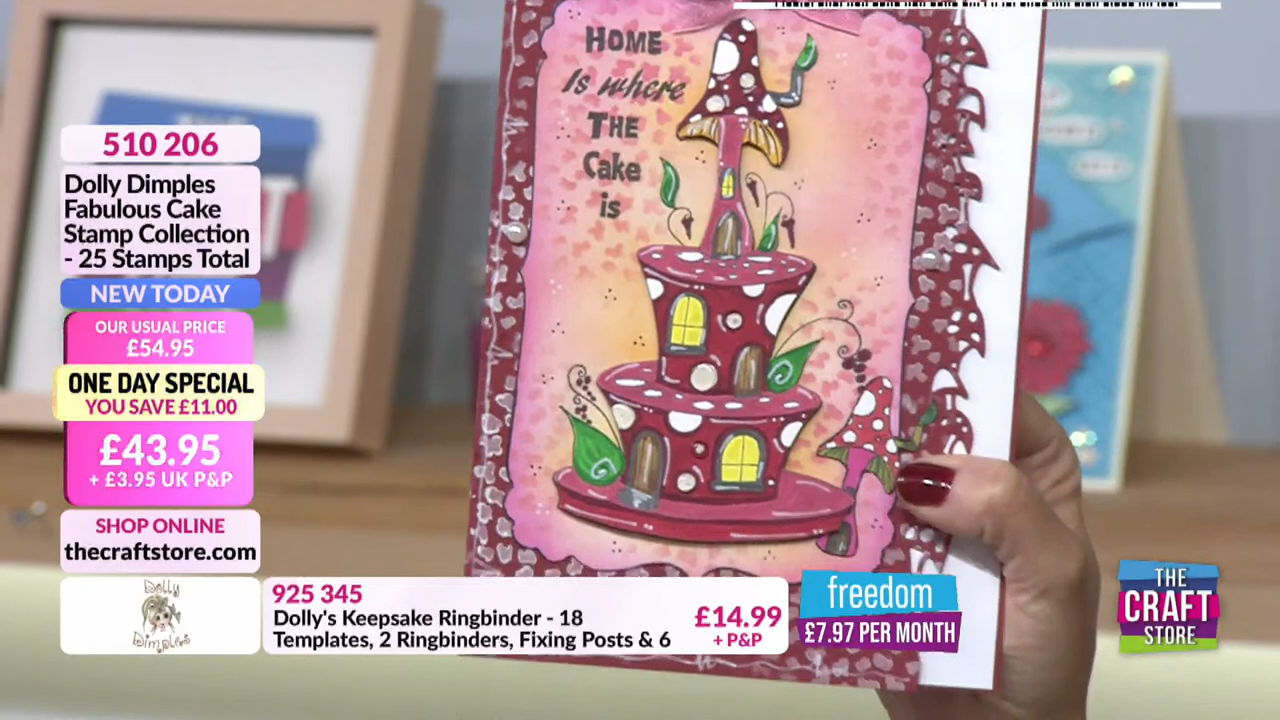 HOME
Is where
THE
Cake
is
510 206
Dolly Dimples
Fabulous Cake
Stamp Collection
- 25 Stamps Total
NEW TODAY
OUR USUAL PRICE
£54.95
ONE DAY SPECIAL
YOU SAVE £11.00
£43.95
+ £3.95 UK P&P
SHOP ONLINE
thecraftstore.com
Dolly
Dimples
925 345
Dolly's Keepsake Ringbinder - 18
Templates, 2 Ringbinders, Fixing Posts & 6
£14.99
+ P&P
freedom
£7.97 PER MONTH
THE
CRAFT
STORE